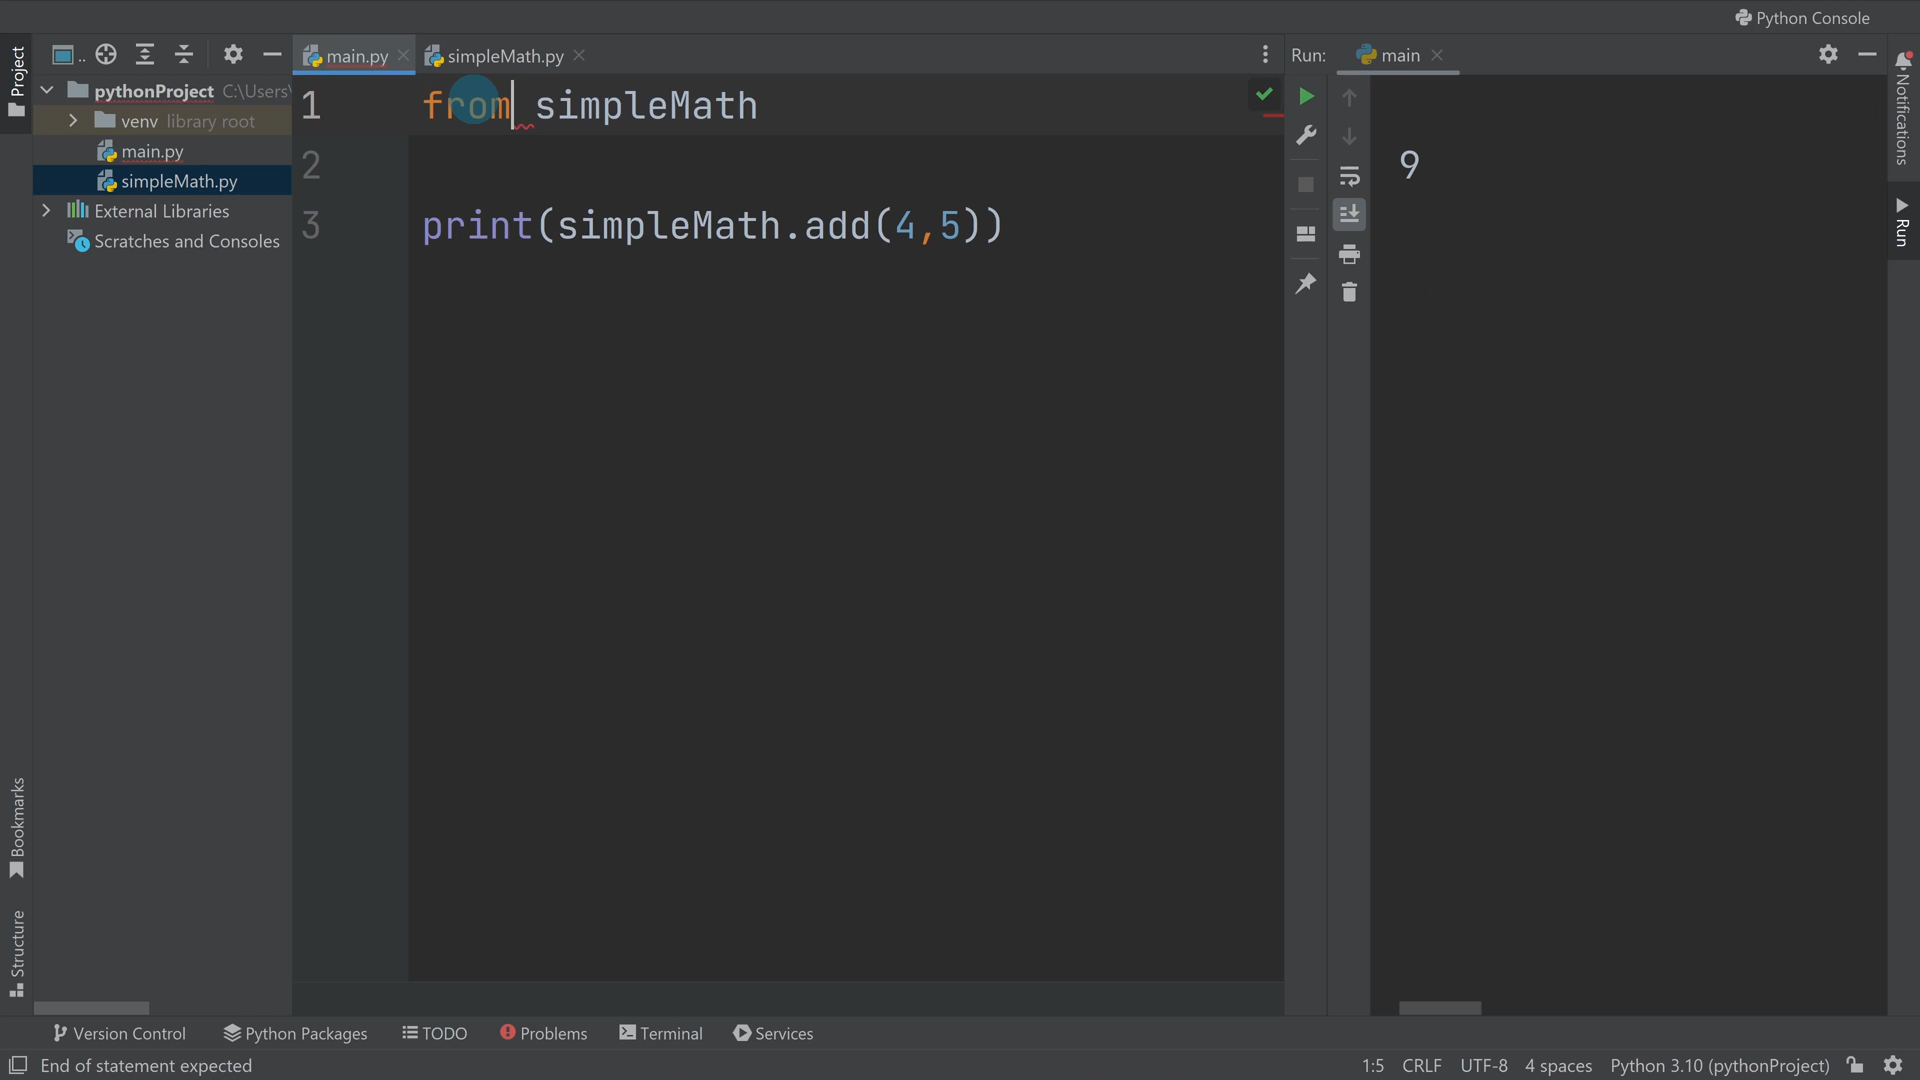 Python Console
Project
main.py
simpleMath.py
Run:
main
Notifications
Run
pythonProject C:\Users\
venv library root
main.py
simpleMath.py
External Libraries
Scratches and Consoles
1 from simpleMath
2
3 print(simpleMath.add(4,5))
9
Bookmarks
Structure
Version Control
Python Packages
TODO
Problems
Terminal
Services
End of statement expected
1:5 CRLF UTF-8 4 spaces Python 3.10 (pythonProject)